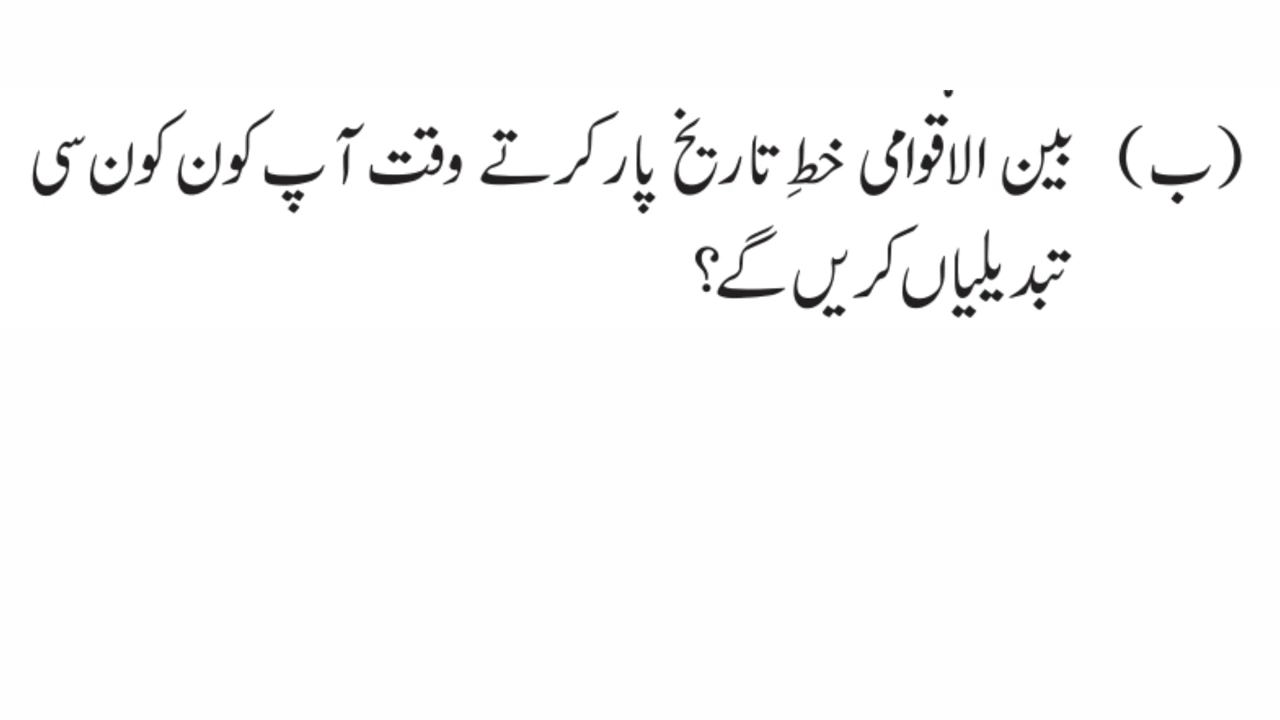 (ب) بین الاقوامی خطِ تاریخ پار کرتے وقت آپ کون کون سی
تبدیلیاں کریں گے؟